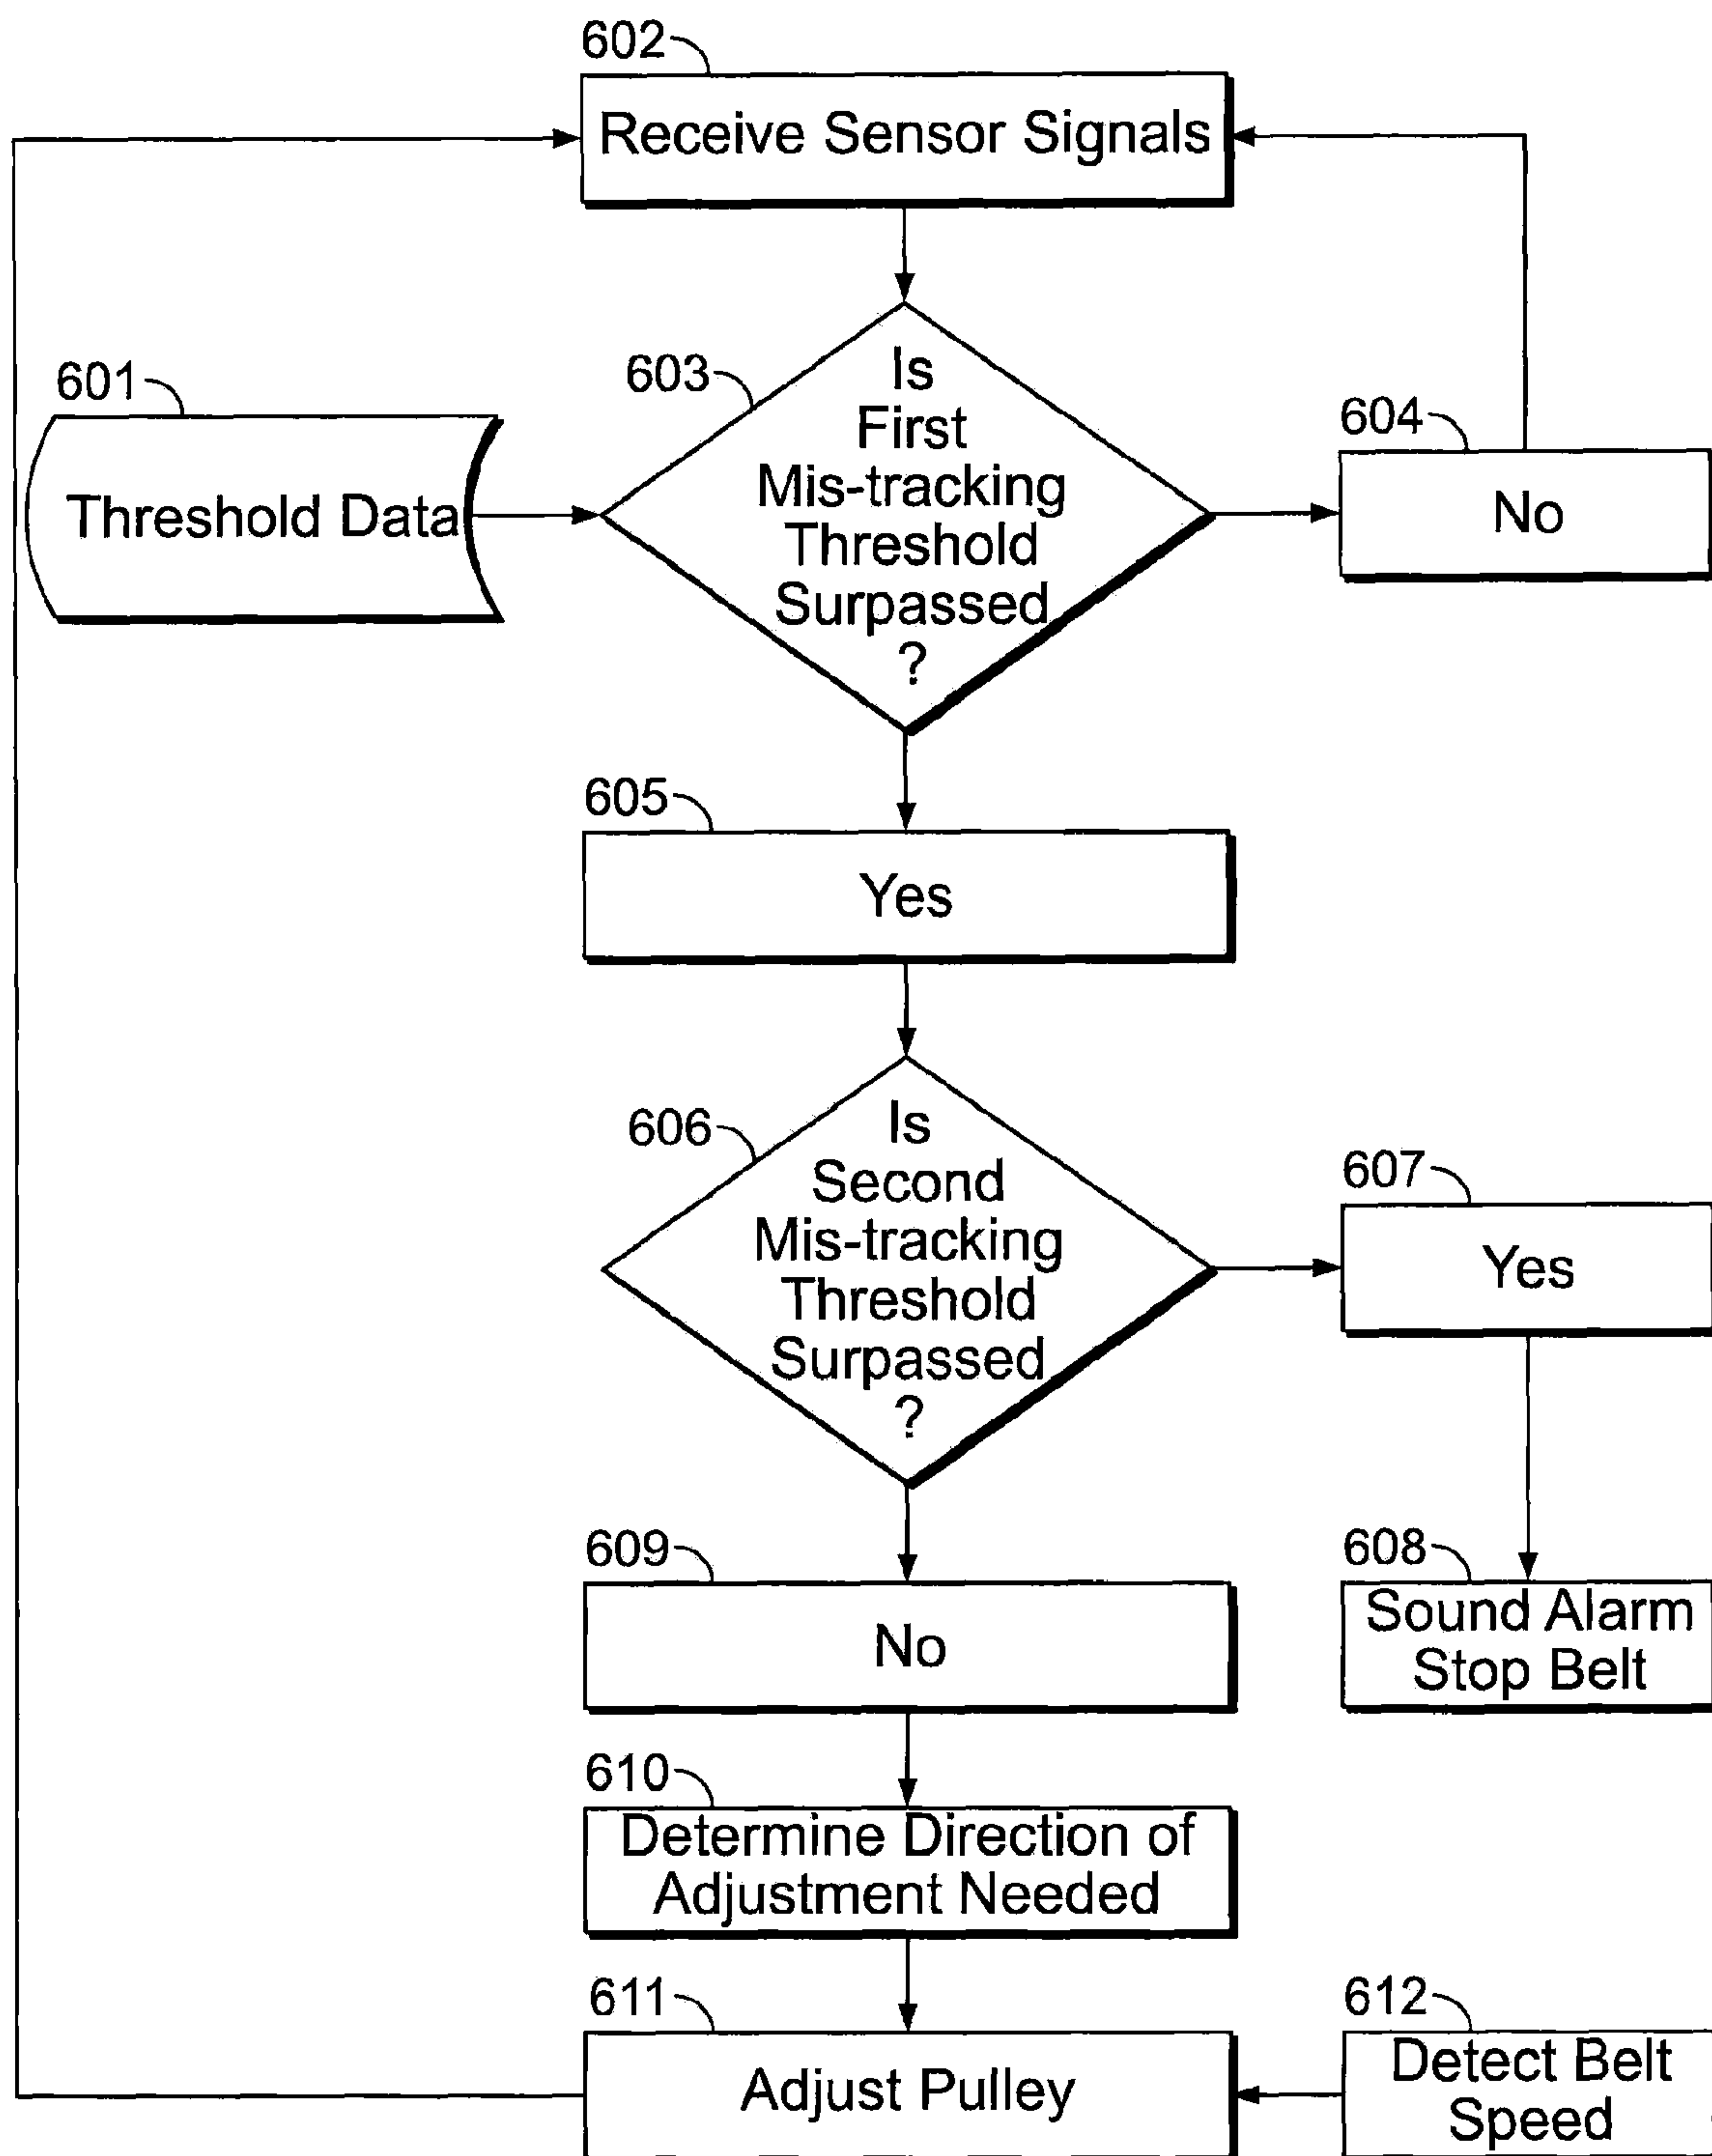 602
Receive Sensor Signals
601
Threshold Data
603
Is
First
Mis-tracking
Threshold
Surpassed
?
604
No
605
Yes
606
Is
Second
Mis-tracking
Threshold
Surpassed
?
607
Yes
608
Sound Alarm
Stop Belt
609
No
610
Determine Direction of
Adjustment Needed
611
Adjust Pulley
612
Detect Belt
Speed